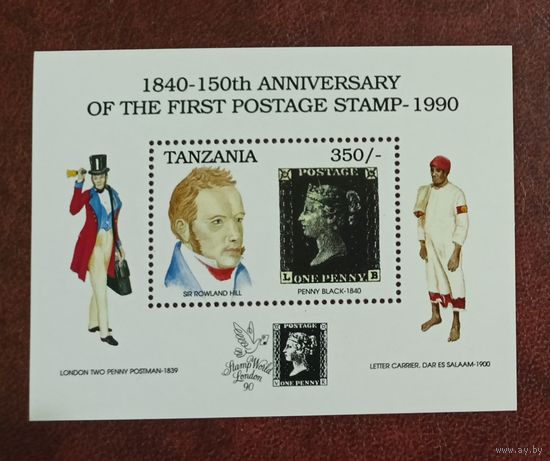 1840-150th ANNIVERSARY
OF THE FIRST POSTAGE STAMP-1990
TANZANIA
350/-
POSTAGE
L
ONE PENNY
B
SIR ROWLAND HILL
PENNY BLACK-1840
Stamp World
London
90
POSTAGE
V
ONE PENNY
R
LONDON TWO PENNY POSTMAN-1839
LETTER CARRIER, DAR ES SALAAM-1900
www.ay.by